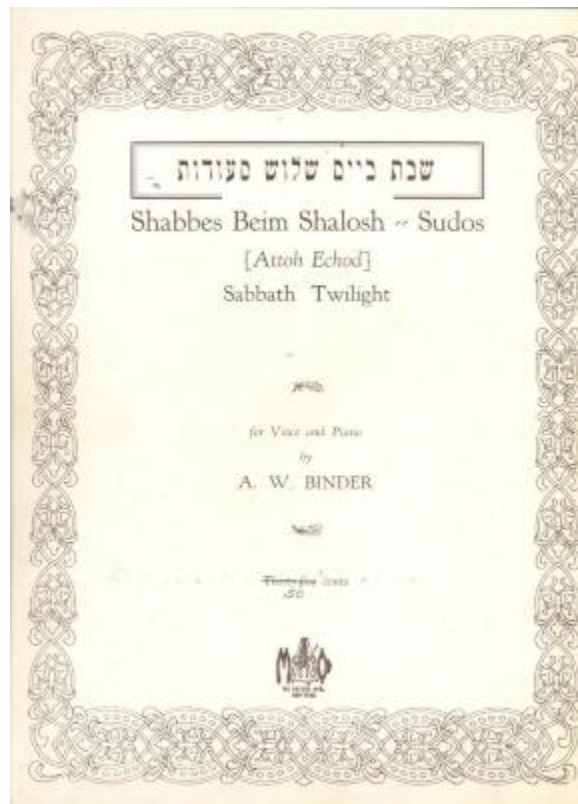 שבת ביים שלוש סעודות
Shabbes Beim Shalosh ~ Sudos
[Attoh Echod]
Sabbath Twilight
for Voice and Piano
by
A. W. BINDER
Thirty-five cents
.50